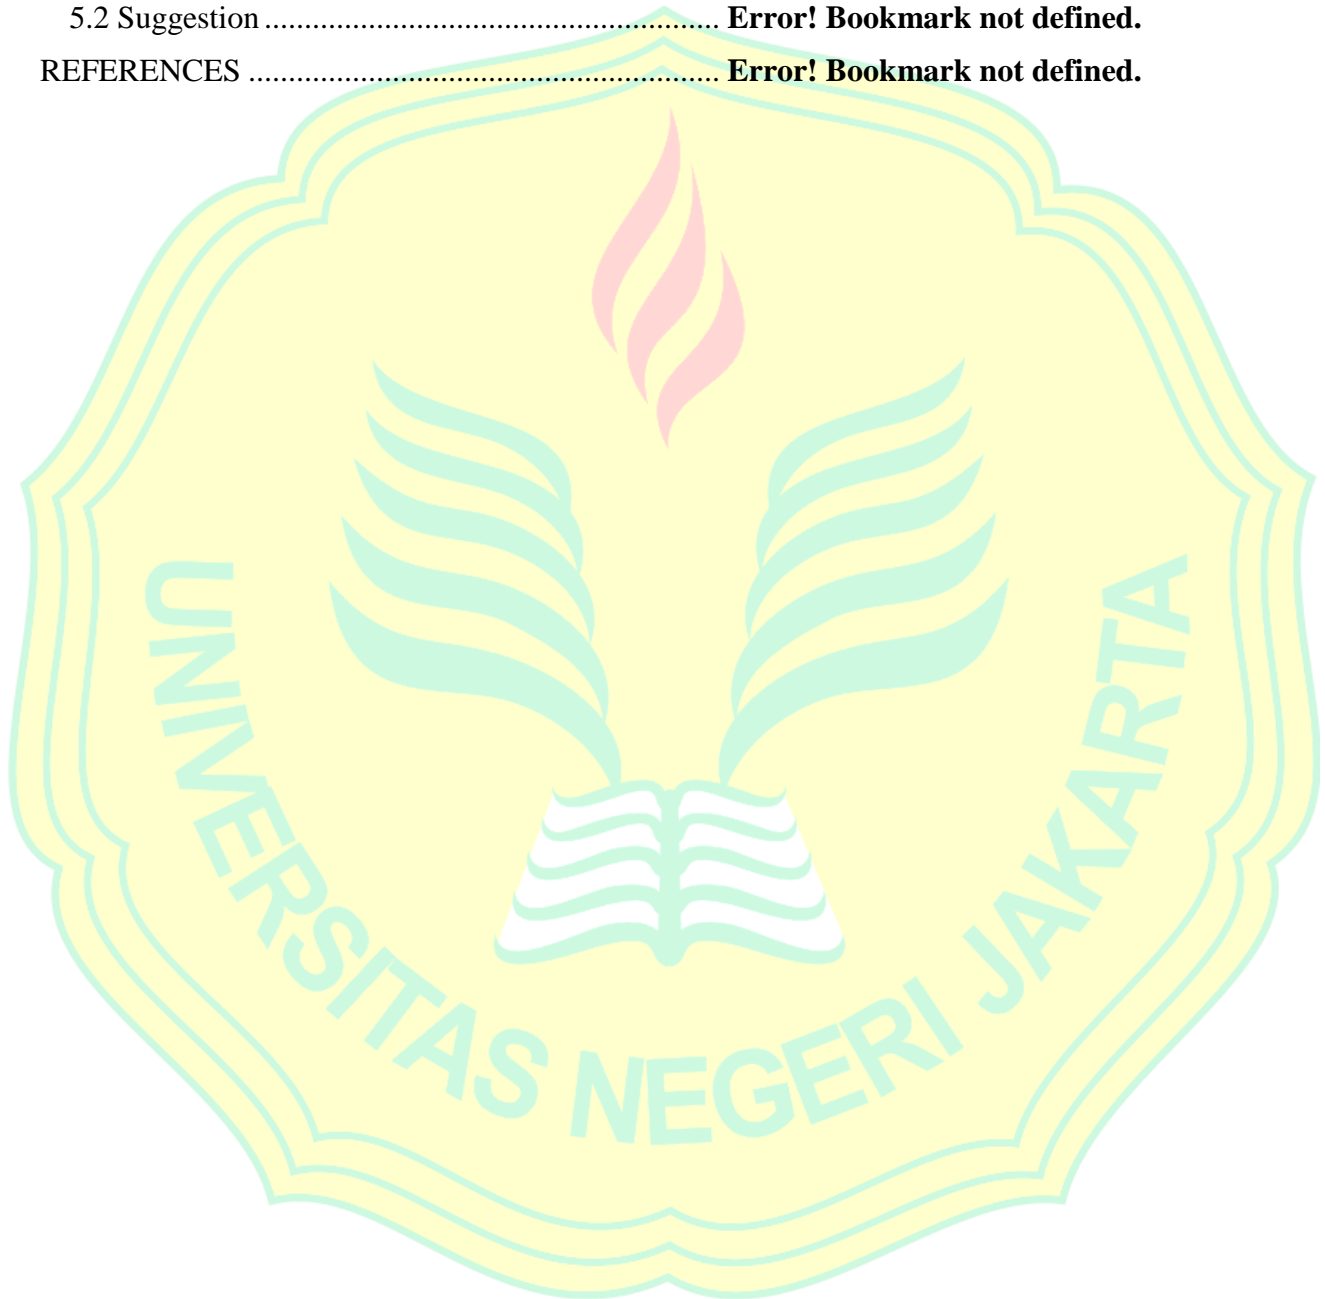 5.2 Suggestion ........................................................ Error! Bookmark not defined.
REFERENCES .......................................................... Error! Bookmark not defined.
UNIVERSITAS NEGERI JAKARTA